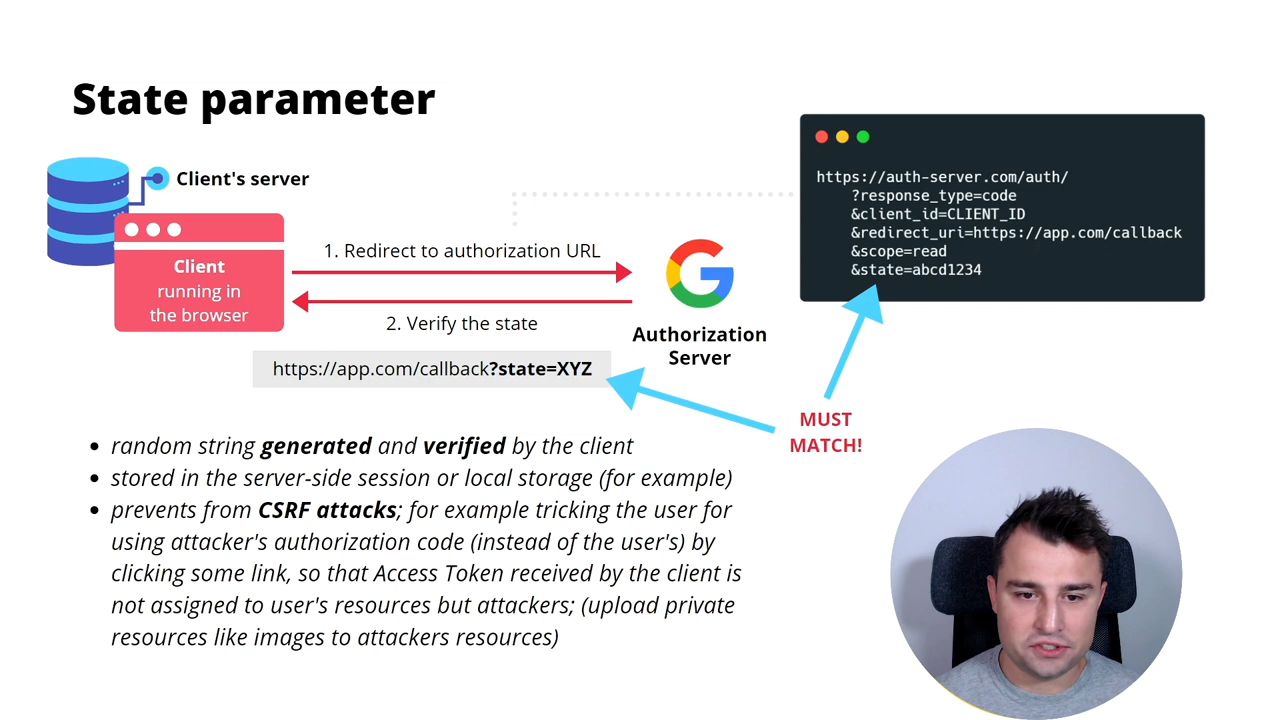 State parameter
Client's server
Client
running in
the browser
1. Redirect to authorization URL
2. Verify the state
https://app.com/callback?state=XYZ
Authorization
Server
https://auth-server.com/auth/
?response_type=code
&client_id=CLIENT_ID
&redirect_uri=https://app.com/callback
&scope=read
&state=abcd1234
MUST
MATCH!
• random string generated and verified by the client
• stored in the server-side session or local storage (for example)
• prevents from CSRF attacks; for example tricking the user for
using attacker's authorization code (instead of the user's) by
clicking some link, so that Access Token received by the client is
not assigned to user's resources but attackers; (upload private
resources like images to attackers resources)